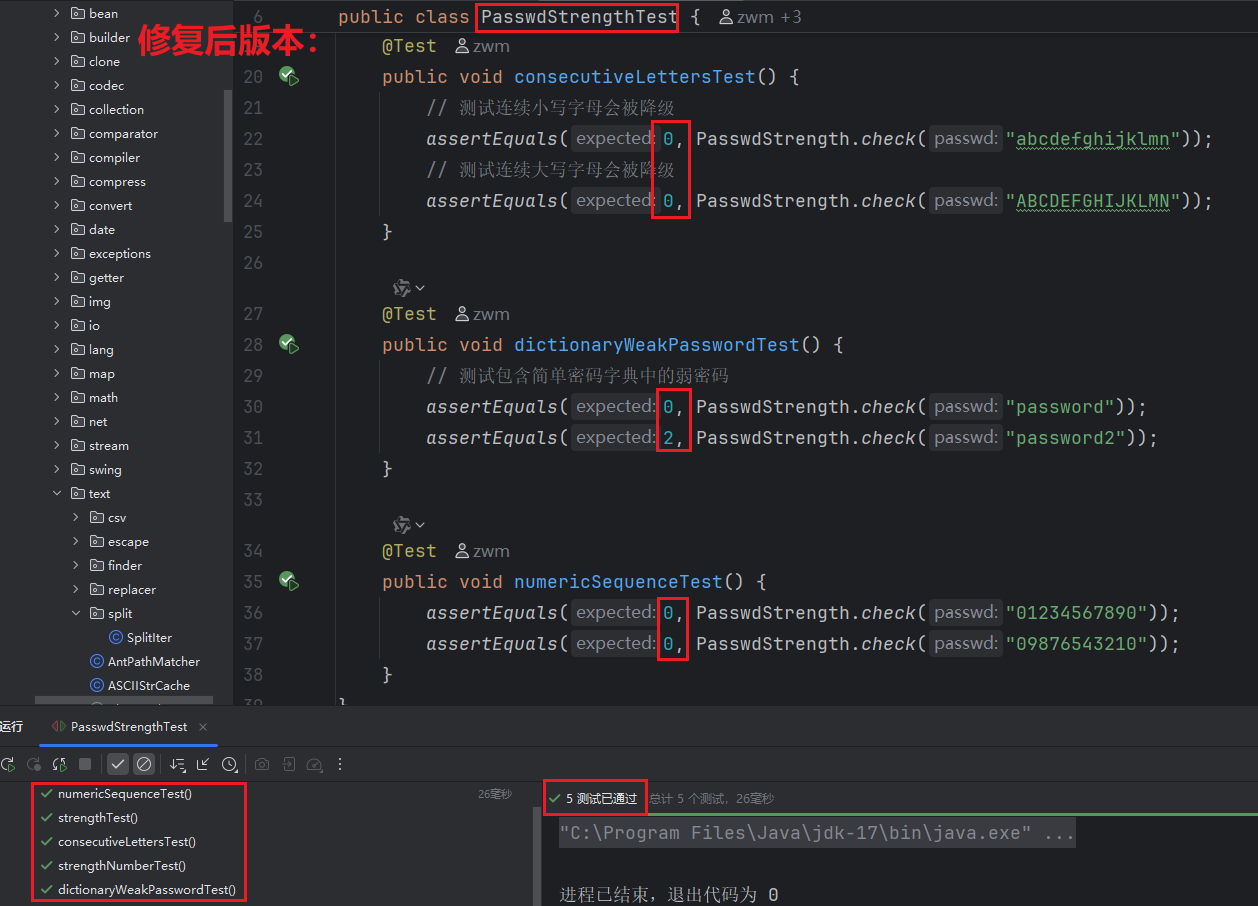 bean
builder
clone
codec
collection
comparator
compiler
compress
convert
date
exceptions
getter
img
io
lang
map
math
net
stream
swing
text
csv
escape
finder
replacer
split
SplitIter
AntPathMatcher
ASCIIStrCache
修复后版本：
6 public class PasswdStrengthTest { zwm +3
@Test zwm
20 public void consecutiveLettersTest() {
21 // 测试连续小写字母会被降级
22 assertEquals( expected: 0, PasswdStrength.check( passwd: "abcdefghijklmn"));
23 // 测试连续大写字母会被降级
24 assertEquals( expected: 0, PasswdStrength.check( passwd: "ABCDEFGHIJKLMN"));
25 }
26
27 @Test zwm
28 public void dictionaryWeakPasswordTest() {
29 // 测试包含简单密码字典中的弱密码
30 assertEquals( expected: 0, PasswdStrength.check( passwd: "password"));
31 assertEquals( expected: 2, PasswdStrength.check( passwd: "password2"));
32 }
33
34 @Test zwm
35 public void numericSequenceTest() {
36 assertEquals( expected: 0, PasswdStrength.check( passwd: "01234567890"));
37 assertEquals( expected: 0, PasswdStrength.check( passwd: "09876543210"));
38 }
39 }
运行 PasswdStrengthTest ×
numericSequenceTest() 26毫秒
strengthTest()
consecutiveLettersTest()
strengthNumberTest()
dictionaryWeakPasswordTest()
5 测试已通过 总计 5 个测试, 26毫秒
"C:\Program Files\Java\jdk-17\bin\java.exe" ...
进程已结束，退出代码为 0